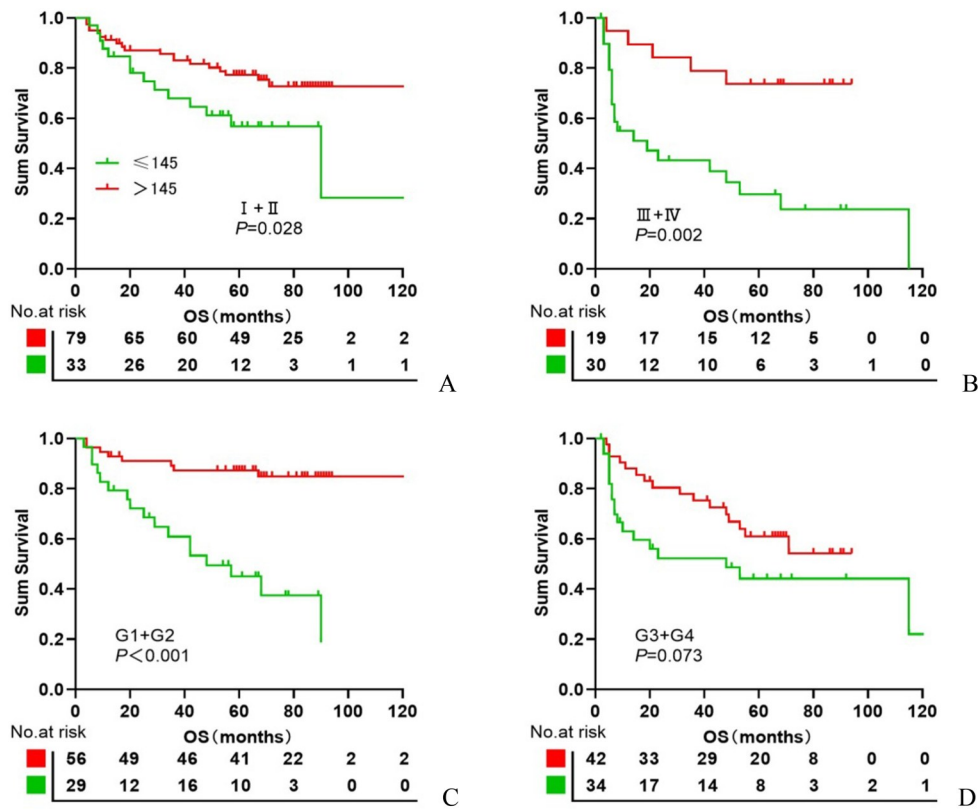 1.0
0.8
0.6
0.4
0.2
0.0
Sum Survival
≤145
>145
Ⅰ+Ⅱ
P=0.028
0 20 40 60 80 100 120
No.at risk
OS(months)
79 65 60 49 25 2 2
33 26 20 12 3 1 1
A
1.0
0.8
0.6
0.4
0.2
0.0
Sum Survival
Ⅲ+Ⅳ
P=0.002
0 20 40 60 80 100 120
No.at risk
OS(months)
19 17 15 12 5 0 0
30 12 10 6 3 1 0
B
1.0
0.8
0.6
0.4
0.2
0.0
Sum Survival
G1+G2
P<0.001
0 20 40 60 80 100 120
No.at risk
OS(months)
56 49 46 41 22 2 2
29 12 16 10 3 0 0
C
1.0
0.8
0.6
0.4
0.2
0.0
Sum Survival
G3+G4
P=0.073
0 20 40 60 80 100 120
No.at risk
OS(months)
42 33 29 20 8 0 0
34 17 14 8 3 2 1
D